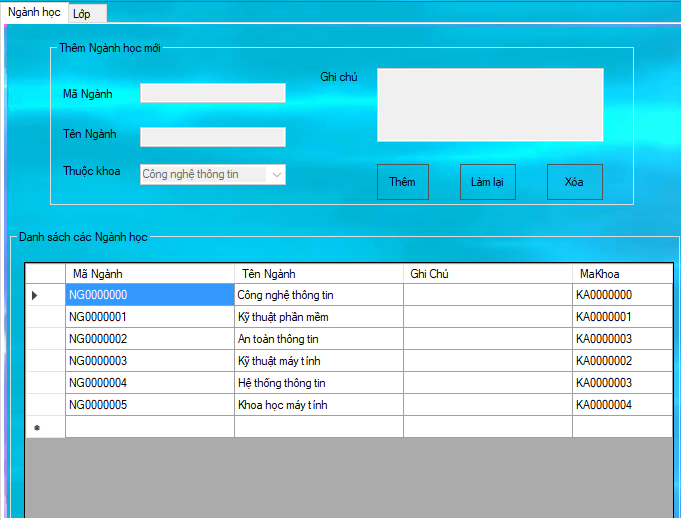 Ngành học Lớp
Thêm Ngành học mới
Mã Ngành
Ghi chú
Tên Ngành
Thuộc khoa Công nghệ thông tin
Thêm Làm lại Xóa
Danh sách các Ngành học
Mã Ngành Tên Ngành Ghi Chú MaKhoa
NG0000000 Công nghệ thông tin KA0000000
NG0000001 Kỹ thuật phần mềm KA0000001
NG0000002 An toàn thông tin KA0000003
NG0000003 Kỹ thuật máy tính KA0000002
NG0000004 Hệ thống thông tin KA0000003
NG0000005 Khoa học máy tính KA0000004